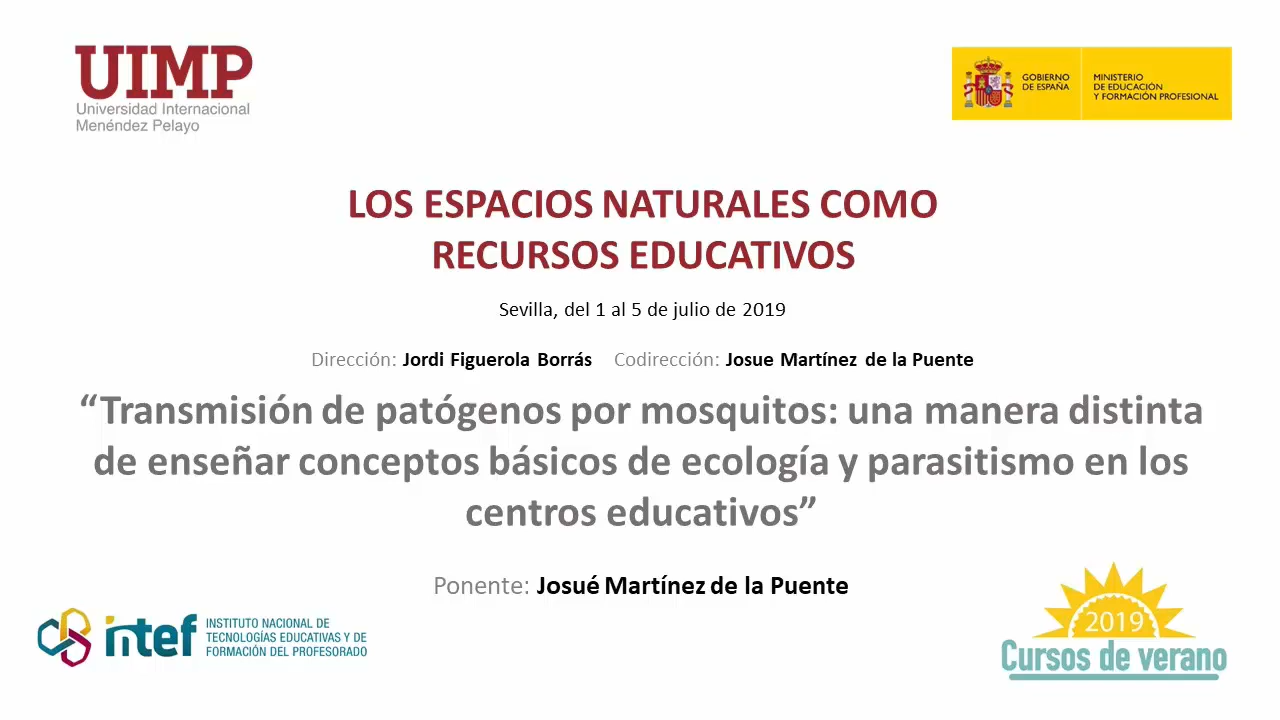 UIMP
Universidad Internacional
Menéndez Pelayo
GOBIERNO
DE ESPAÑA
MINISTERIO
DE EDUCACIÓN
Y FORMACIÓN PROFESIONAL
LOS ESPACIOS NATURALES COMO
RECURSOS EDUCATIVOS
Sevilla, del 1 al 5 de julio de 2019
Dirección: Jordi Figuerola Borrás Codirección: Josue Martínez de la Puente
“Transmisión de patógenos por mosquitos: una manera distinta
de enseñar conceptos básicos de ecología y parasitismo en los
centros educativos”
Ponente: Josué Martínez de la Puente
intef
INSTITUTO NACIONAL DE
TECNOLOGÍAS EDUCATIVAS Y DE
FORMACIÓN DEL PROFESORADO
2019
Cursos de verano